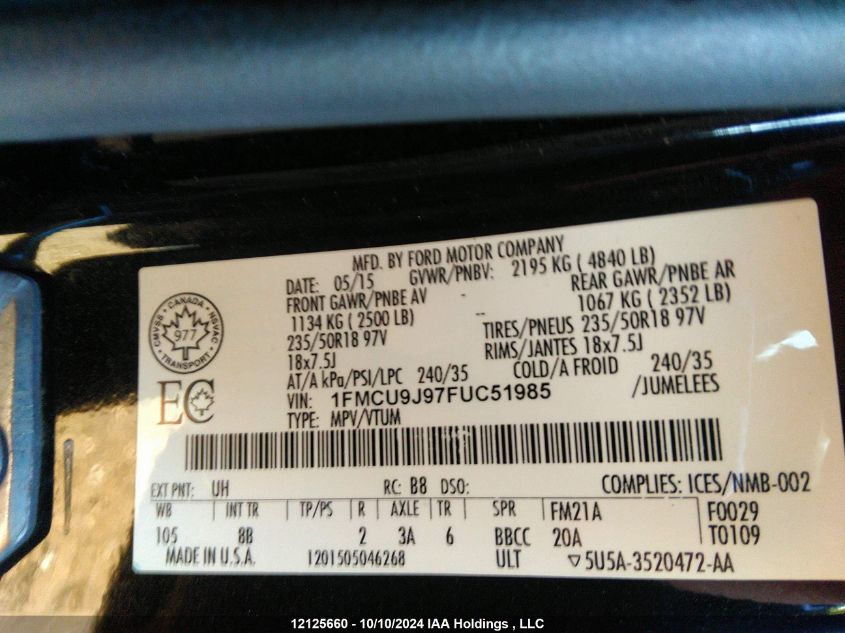 MFD. BY FORD MOTOR COMPANY
DATE: 05/15 GVWR/PNBV: 2195 KG ( 4840 LB)
FRONT GAWR/PNBE AV - REAR GAWR/PNBE AR
1134 KG ( 2500 LB) -- 1067 KG ( 2352 LB)
235/50R18 97V TIRES/PNEUS 235/50R18 97V
18x7.5J RIMS/JANTES 18x7.5J
AT/A kPa/PSI/LPC 240/35 COLD/A FROID 240/35
VIN: 1FMCU9J97FUC51985 /JUMELEES
TYPE: MPV/VTUM
CMVSS - CANADA - NSVAC
977
TRANSPORT
EC
EXT PNT: UH RC: B8 DSO: COMPLIES: ICES/NMB-002
WB INT TR TP/PS R AXLE TR SPR FM21A F0029
105 8B 2 3A 6 BBCC 20A T0109
MADE IN U.S.A. 1201505046268 ULT ▽5U5A-3520472-AA
12125660 - 10/10/2024 IAA Holdings , LLC